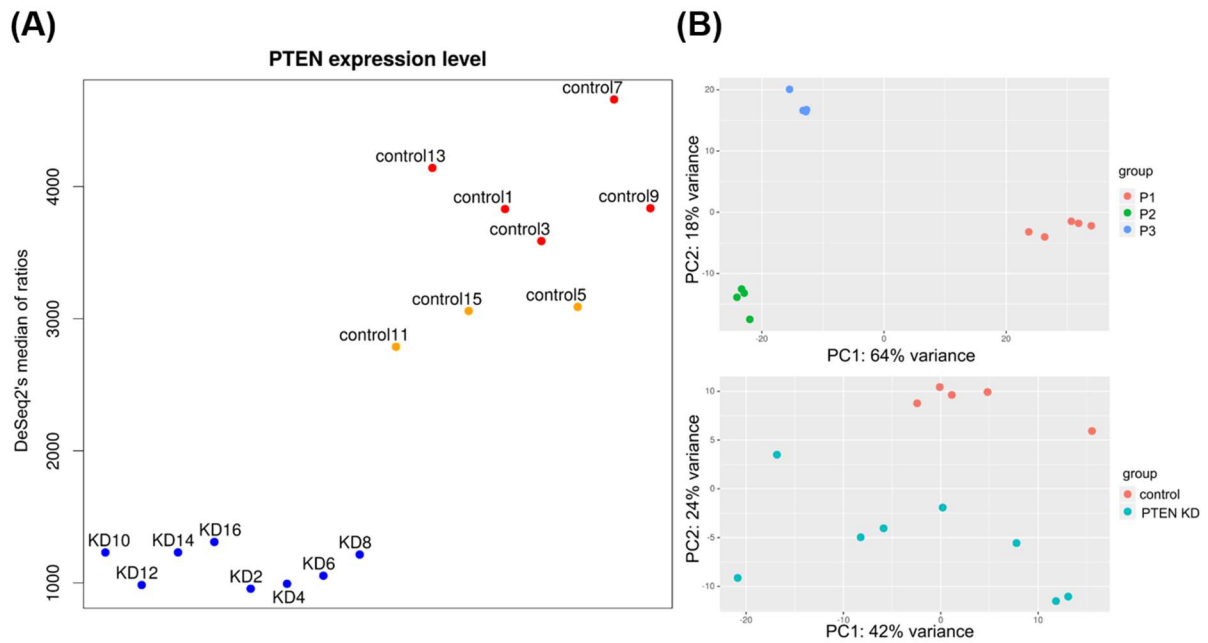 (A)
PTEN expression level
DeSeq2's median of ratios
4000
3000
2000
1000
control7
control13
control1
control9
control3
control15
control5
control11
KD10
KD12
KD14
KD16
KD2
KD4
KD6
KD8
(B)
PC2: 18% variance
20
10
0
-10
-20
0
20
PC1: 64% variance
group
P1
P2
P3
PC2: 24% variance
10
5
0
-5
-10
-20
-10
0
10
PC1: 42% variance
group
control
PTEN KD